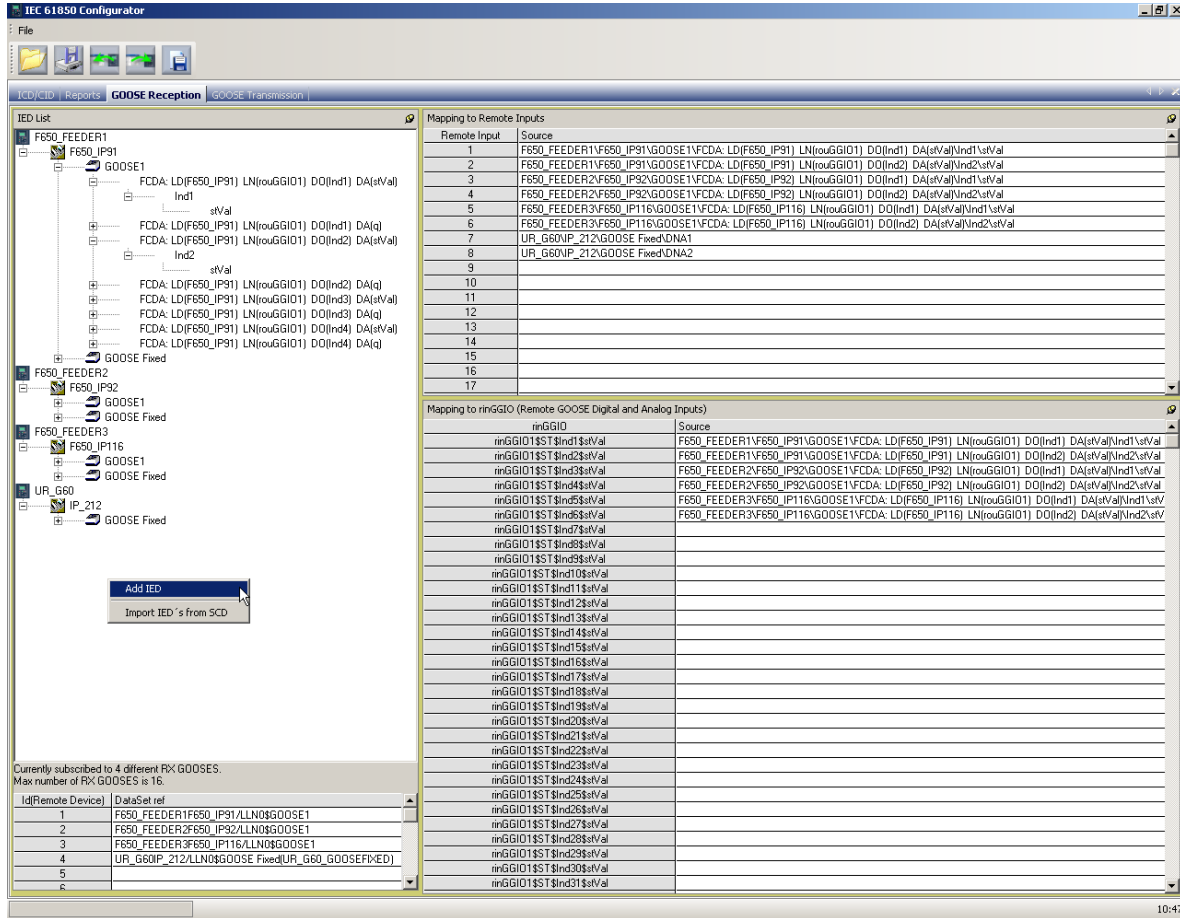 IEC 61850 Configurator
File
ICD/CID | Reports GOOSE Reception GOOSE Transmission
IED List
F650_FEEDER1
F650_IP91
GOOSE1
FCDA: LD(F650_IP91) LN(rouGGIO1) DO(Ind1) DA(stVal)
Ind1
stVal
FCDA: LD(F650_IP91) LN(rouGGIO1) DO(Ind1) DA(q)
FCDA: LD(F650_IP91) LN(rouGGIO1) DO(Ind2) DA(stVal)
Ind2
stVal
FCDA: LD(F650_IP91) LN(rouGGIO1) DO(Ind2) DA(q)
FCDA: LD(F650_IP91) LN(rouGGIO1) DO(Ind3) DA(stVal)
FCDA: LD(F650_IP91) LN(rouGGIO1) DO(Ind3) DA(q)
FCDA: LD(F650_IP91) LN(rouGGIO1) DO(Ind4) DA(stVal)
FCDA: LD(F650_IP91) LN(rouGGIO1) DO(Ind4) DA(q)
GOOSE Fixed
F650_FEEDER2
F650_IP92
GOOSE1
GOOSE Fixed
F650_FEEDER3
F650_IP116
GOOSE1
GOOSE Fixed
UR_G60
IP_212
GOOSE Fixed
Add IED
Import IED´s from SCD
Currently subscribed to 4 different RX GOOSES.
Max number of RX GOOSES is 16.
Id(Remote Device) DataSet ref
1 F650_FEEDER1F650_IP91/LLN0$GOOSE1
2 F650_FEEDER2F650_IP92/LLN0$GOOSE1
3 F650_FEEDER3F650_IP116/LLN0$GOOSE1
4 UR_G60IP_212/LLN0$GOOSE Fixed(UR_G60_GOOSEFIXED)
5
6
Mapping to Remote Inputs
Remote Input Source
1 F650_FEEDER1\F650_IP91\GOOSE1\FCDA: LD(F650_IP91) LN(rouGGIO1) DO(Ind1) DA(stVal)\Ind1\stVal
2 F650_FEEDER1\F650_IP91\GOOSE1\FCDA: LD(F650_IP91) LN(rouGGIO1) DO(Ind2) DA(stVal)\Ind2\stVal
3 F650_FEEDER2\F650_IP92\GOOSE1\FCDA: LD(F650_IP92) LN(rouGGIO1) DO(Ind1) DA(stVal)\Ind1\stVal
4 F650_FEEDER2\F650_IP92\GOOSE1\FCDA: LD(F650_IP92) LN(rouGGIO1) DO(Ind2) DA(stVal)\Ind2\stVal
5 F650_FEEDER3\F650_IP116\GOOSE1\FCDA: LD(F650_IP116) LN(rouGGIO1) DO(Ind1) DA(stVal)\Ind1\stVal
6 F650_FEEDER3\F650_IP116\GOOSE1\FCDA: LD(F650_IP116) LN(rouGGIO1) DO(Ind2) DA(stVal)\Ind2\stVal
7 UR_G60\IP_212\GOOSE Fixed\DNA1
8 UR_G60\IP_212\GOOSE Fixed\DNA2
9
10
11
12
13
14
15
16
17
Mapping to rinGGIO (Remote GOOSE Digital and Analog Inputs)
rinGGIO Source
rinGGIO1$ST$Ind1$stVal F650_FEEDER1\F650_IP91\GOOSE1\FCDA: LD(F650_IP91) LN(rouGGIO1) DO(Ind1) DA(stVal)\Ind1\stVal
rinGGIO1$ST$Ind2$stVal F650_FEEDER1\F650_IP91\GOOSE1\FCDA: LD(F650_IP91) LN(rouGGIO1) DO(Ind2) DA(stVal)\Ind2\stVal
rinGGIO1$ST$Ind3$stVal F650_FEEDER2\F650_IP92\GOOSE1\FCDA: LD(F650_IP92) LN(rouGGIO1) DO(Ind1) DA(stVal)\Ind1\stVal
rinGGIO1$ST$Ind4$stVal F650_FEEDER2\F650_IP92\GOOSE1\FCDA: LD(F650_IP92) LN(rouGGIO1) DO(Ind2) DA(stVal)\Ind2\stVal
rinGGIO1$ST$Ind5$stVal F650_FEEDER3\F650_IP116\GOOSE1\FCDA: LD(F650_IP116) LN(rouGGIO1) DO(Ind1) DA(stVal)\Ind1\stV
rinGGIO1$ST$Ind6$stVal F650_FEEDER3\F650_IP116\GOOSE1\FCDA: LD(F650_IP116) LN(rouGGIO1) DO(Ind2) DA(stVal)\Ind2\stV
rinGGIO1$ST$Ind7$stVal
rinGGIO1$ST$Ind8$stVal
rinGGIO1$ST$Ind9$stVal
rinGGIO1$ST$Ind10$stVal
rinGGIO1$ST$Ind11$stVal
rinGGIO1$ST$Ind12$stVal
rinGGIO1$ST$Ind13$stVal
rinGGIO1$ST$Ind14$stVal
rinGGIO1$ST$Ind15$stVal
rinGGIO1$ST$Ind16$stVal
rinGGIO1$ST$Ind17$stVal
rinGGIO1$ST$Ind18$stVal
rinGGIO1$ST$Ind19$stVal
rinGGIO1$ST$Ind20$stVal
rinGGIO1$ST$Ind21$stVal
rinGGIO1$ST$Ind22$stVal
rinGGIO1$ST$Ind23$stVal
rinGGIO1$ST$Ind24$stVal
rinGGIO1$ST$Ind25$stVal
rinGGIO1$ST$Ind26$stVal
rinGGIO1$ST$Ind27$stVal
rinGGIO1$ST$Ind28$stVal
rinGGIO1$ST$Ind29$stVal
rinGGIO1$ST$Ind30$stVal
rinGGIO1$ST$Ind31$stVal
10:47